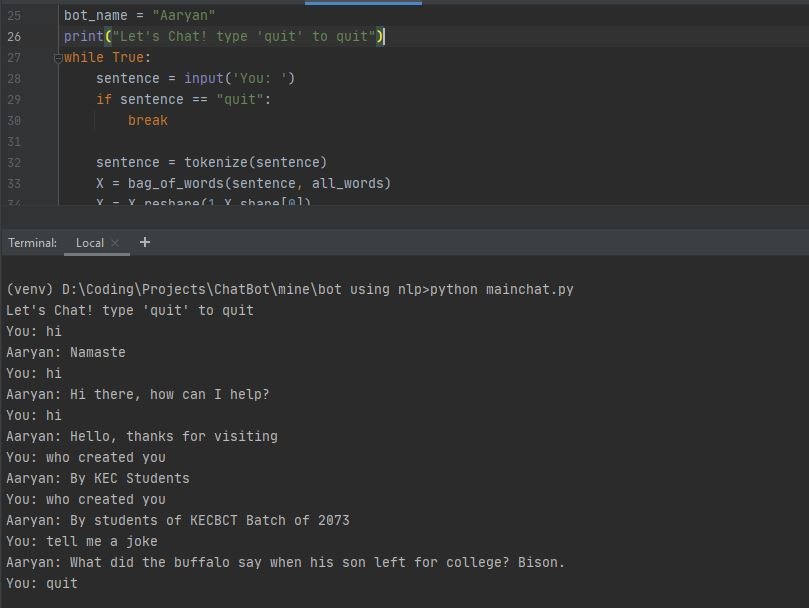 25 bot_name = "Aaryan"
26 print("Let's Chat! type 'quit' to quit")
27 while True:
28 sentence = input('You: ')
29 if sentence == "quit":
30 break
31
32 sentence = tokenize(sentence)
33 X = bag_of_words(sentence, all_words)
34 X = X.reshape(1, X.shape[0])
Terminal: Local × +
(venv) D:\Coding\Projects\ChatBot\mine\bot using nlp>python mainchat.py
Let's Chat! type 'quit' to quit
You: hi
Aaryan: Namaste
You: hi
Aaryan: Hi there, how can I help?
You: hi
Aaryan: Hello, thanks for visiting
You: who created you
Aaryan: By KEC Students
You: who created you
Aaryan: By students of KECBCT Batch of 2073
You: tell me a joke
Aaryan: What did the buffalo say when his son left for college? Bison.
You: quit